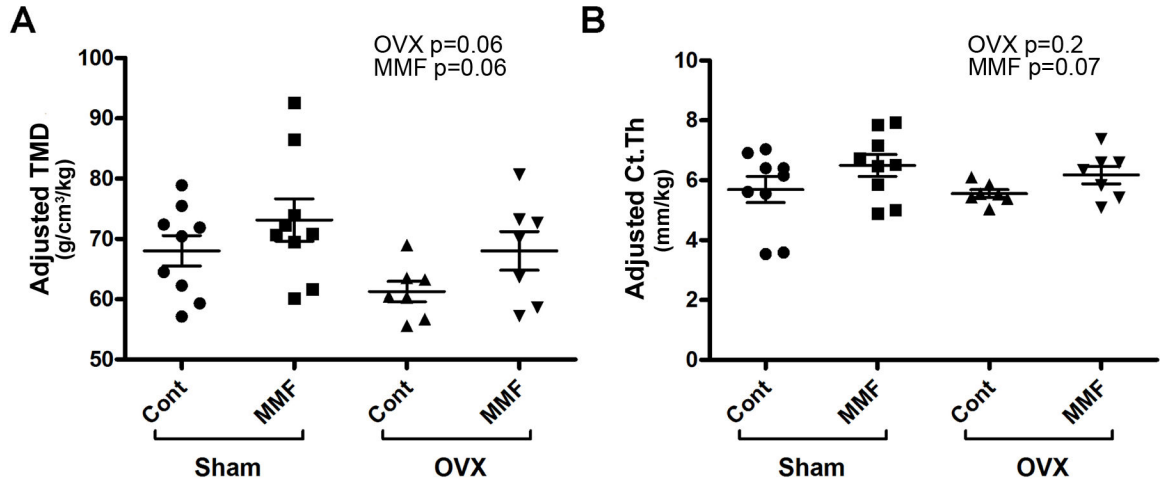 A
OVX p=0.06
MMF p=0.06
Adjusted TMD
(g/cm³/kg)
100
90
80
70
60
50
Cont
MMF
Cont
MMF
Sham
OVX
B
OVX p=0.2
MMF p=0.07
Adjusted Ct.Th
(mm/kg)
10
8
6
4
2
0
Cont
MMF
Cont
MMF
Sham
OVX